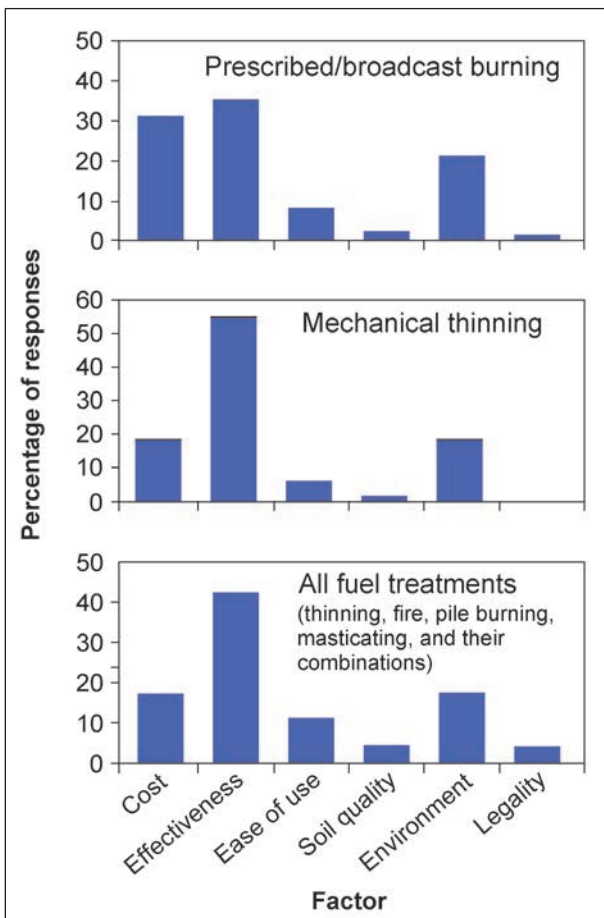 Percentage of responses
50
40
30
20
10
0
Prescribed/broadcast burning
60
50
40
30
20
10
0
Mechanical thinning
50
40
30
20
10
0
All fuel treatments
(thinning, fire, pile burning,
masticating, and their
combinations)
Cost
Effectiveness
Ease of use
Soil quality
Environment
Legality
Factor